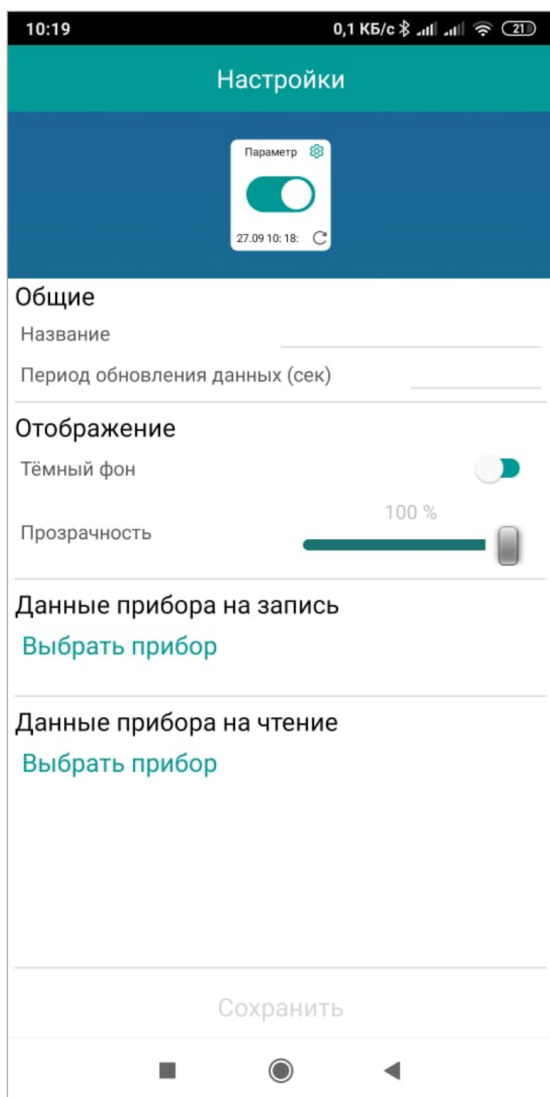 10:19 0,1 КБ/с 21
Настройки
Параметр
27.09 10: 18:
Общие
Название
Период обновления данных (сек)
Отображение
Тёмный фон
100 %
Прозрачность
Данные прибора на запись
Выбрать прибор
Данные прибора на чтение
Выбрать прибор
Сохранить